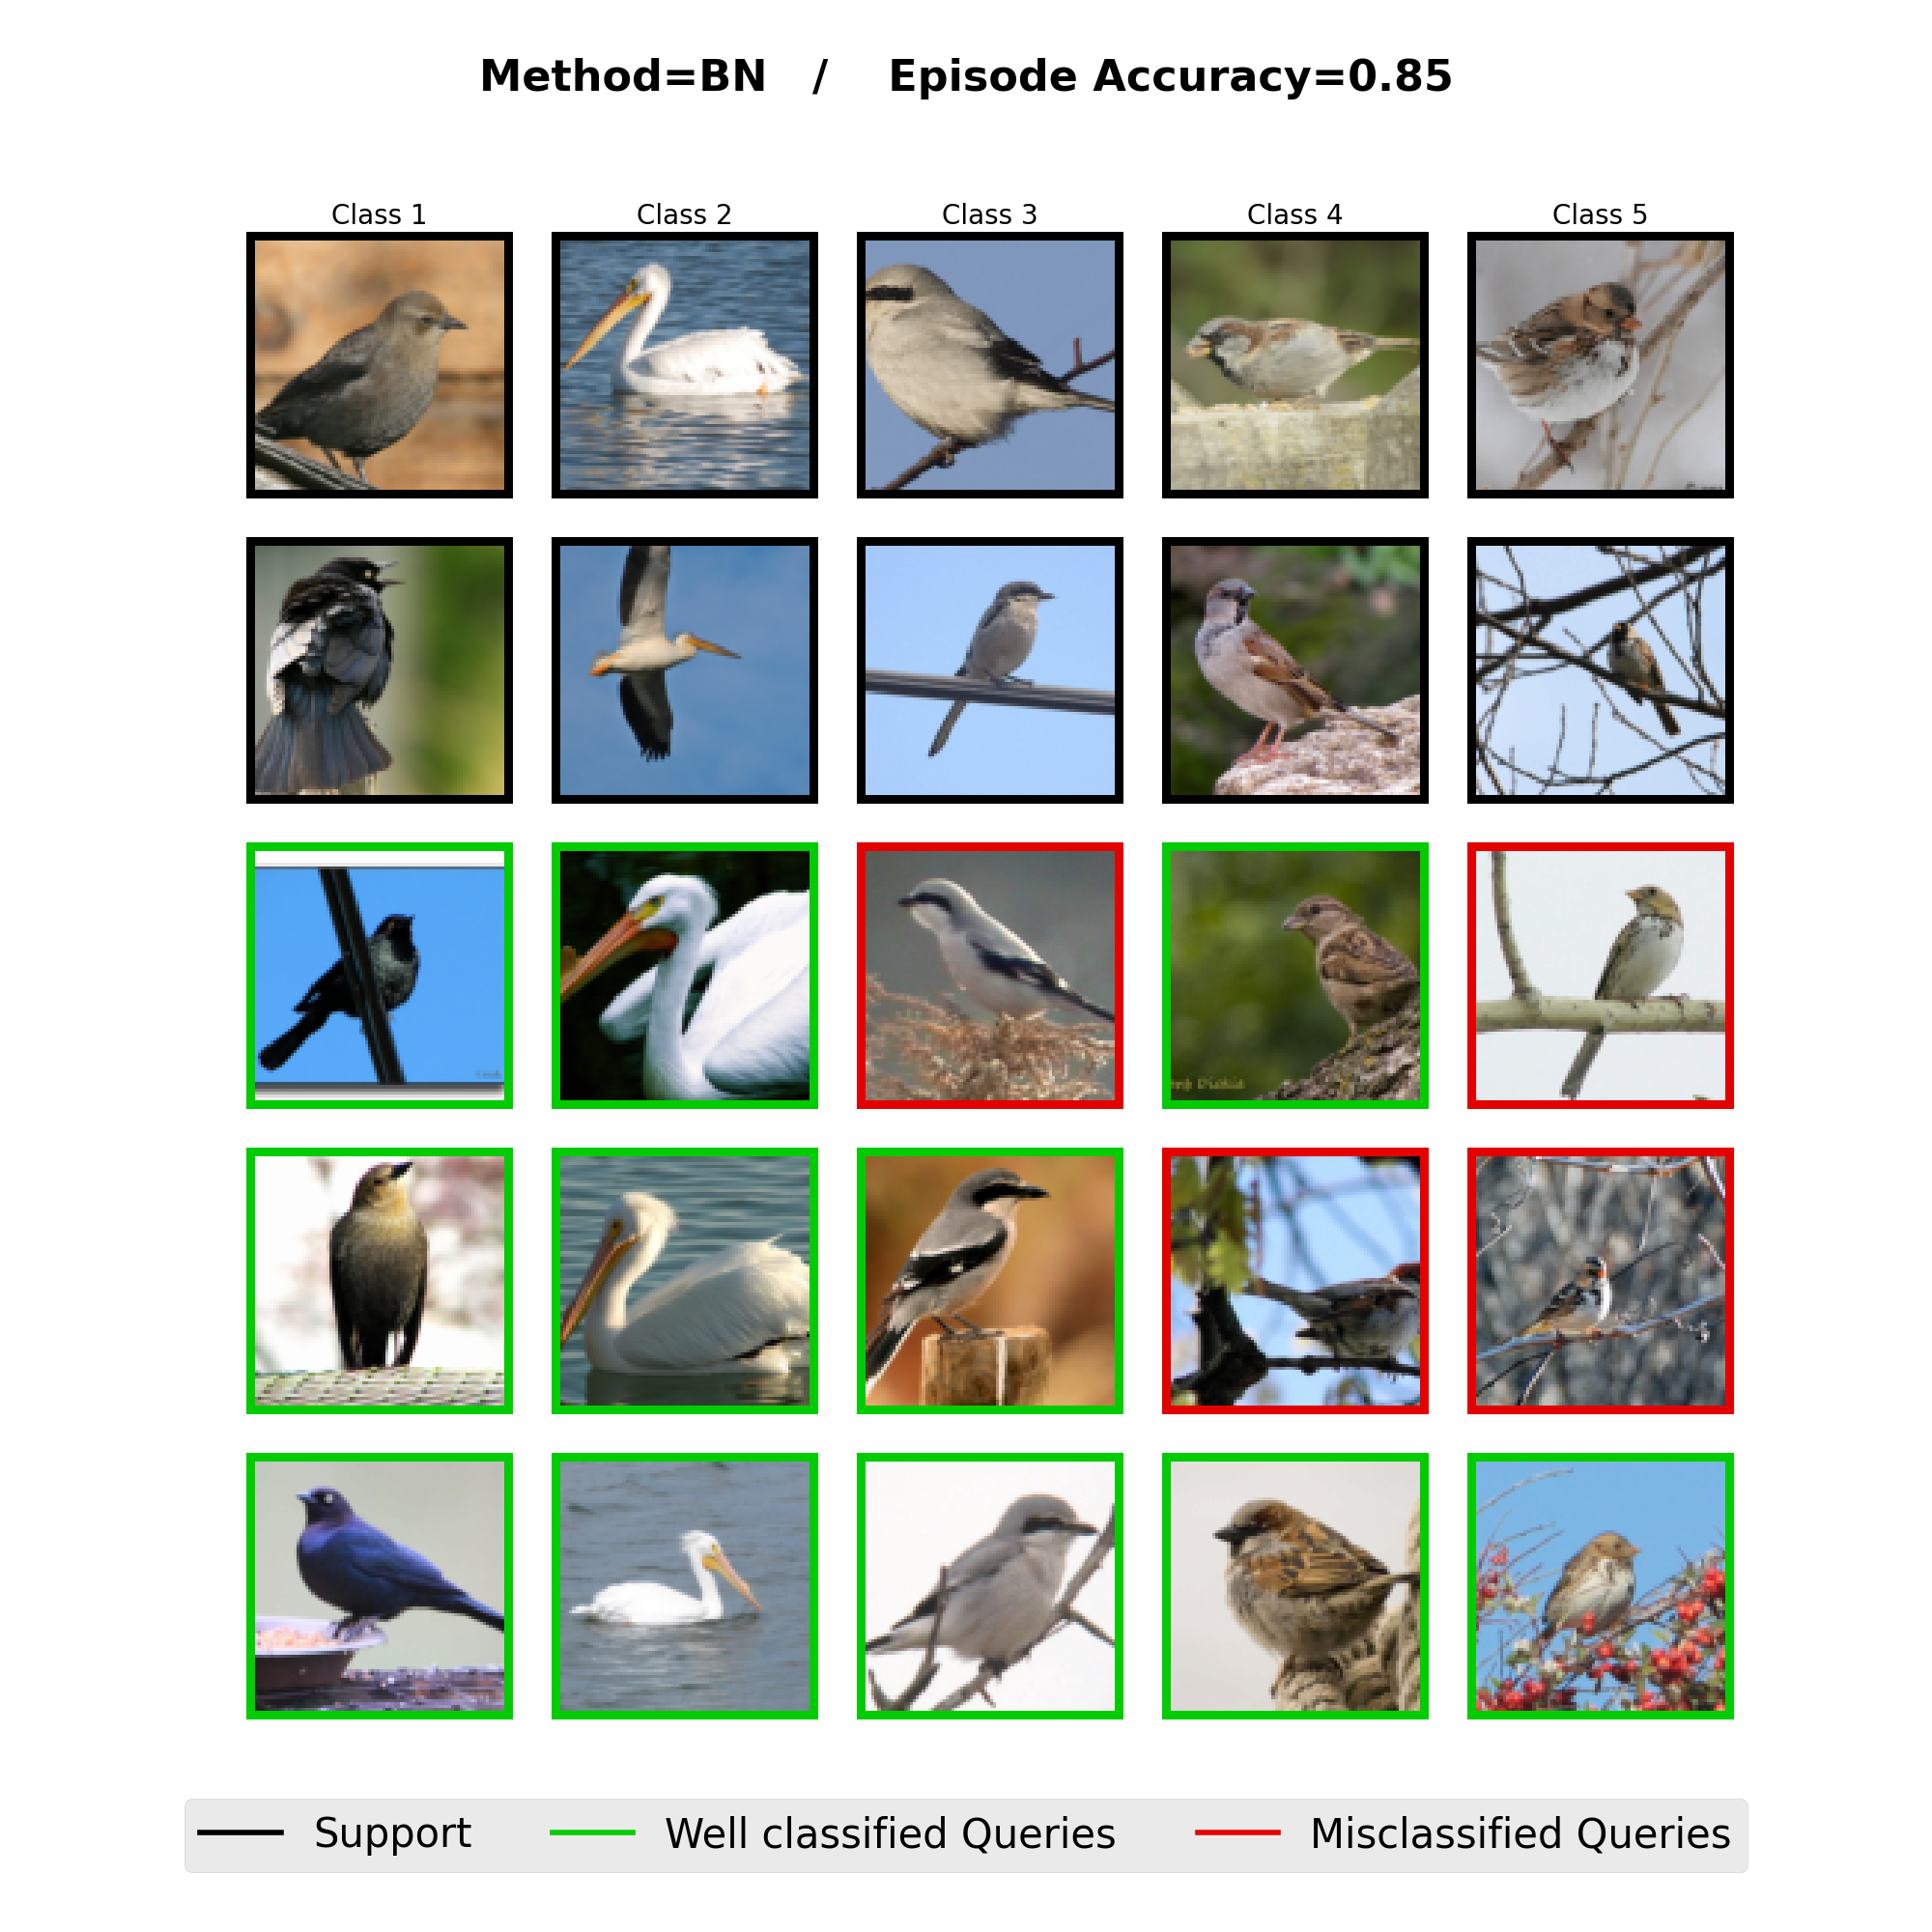 Method=BN / Episode Accuracy=0.85
Class 1 Class 2 Class 3 Class 4 Class 5
Support Well classified Queries Misclassified Queries